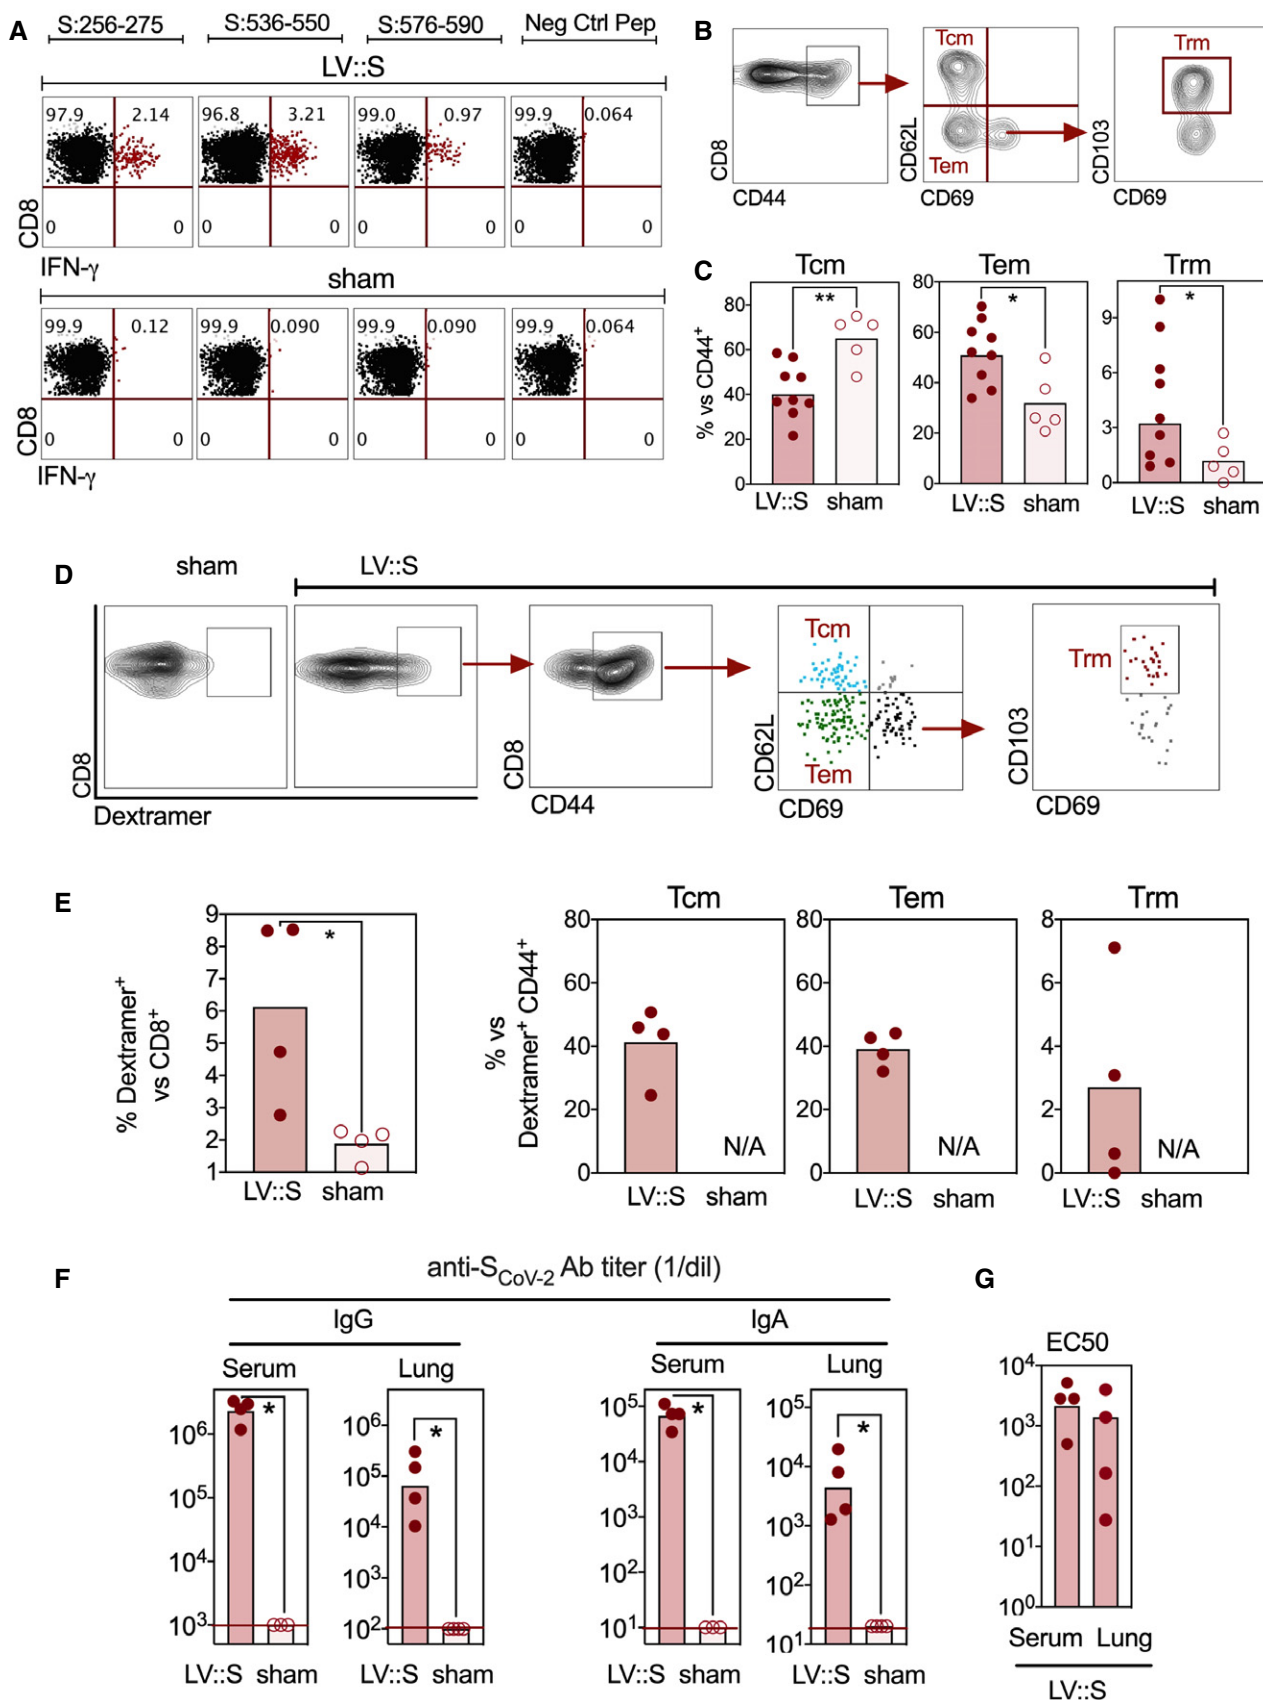 A
S:256-275 S:536-550 S:576-590 Neg Ctrl Pep
LV::S
97.9 2.14 96.8 3.21 99.0 0.97 99.9 0.064
0 0 0 0 0 0 0 0
CD8
IFN-γ
sham
99.9 0.12 99.9 0.090 99.9 0.090 99.9 0.064
0 0 0 0 0 0 0 0
CD8
IFN-γ
B
CD8
CD44
Tcm
Tem
CD62L
CD69
Trm
CD103
CD69
C
Tcm Tem Trm
% vs CD44+
80
60
40
20
0
**
LV::S sham
80
60
40
20
0
*
LV::S sham
9
6
3
0
*
LV::S sham
D
sham LV::S
CD8
Dextramer
CD8
CD44
Tcm
Tem
CD62L
CD69
Trm
CD103
CD69
E
% Dextramer+
vs CD8+
9
8
7
6
5
4
3
2
1
*
LV::S sham
Tcm Tem Trm
% vs
Dextramer+ CD44+
80
60
40
20
0
N/A
LV::S sham
80
60
40
20
0
N/A
LV::S sham
8
6
4
2
0
N/A
LV::S sham
F
anti-SCoV-2 Ab titer (1/dil)
IgG IgA
Serum Lung Serum Lung
10^6
10^5
10^4
10^3
*
LV::S sham
10^6
10^5
10^4
10^3
10^2
*
LV::S sham
10^5
10^4
10^3
10^2
10^1
*
LV::S sham
10^5
10^4
10^3
10^2
10^1
*
LV::S sham
G
EC50
10^4
10^3
10^2
10^1
10^0
Serum Lung
LV::S